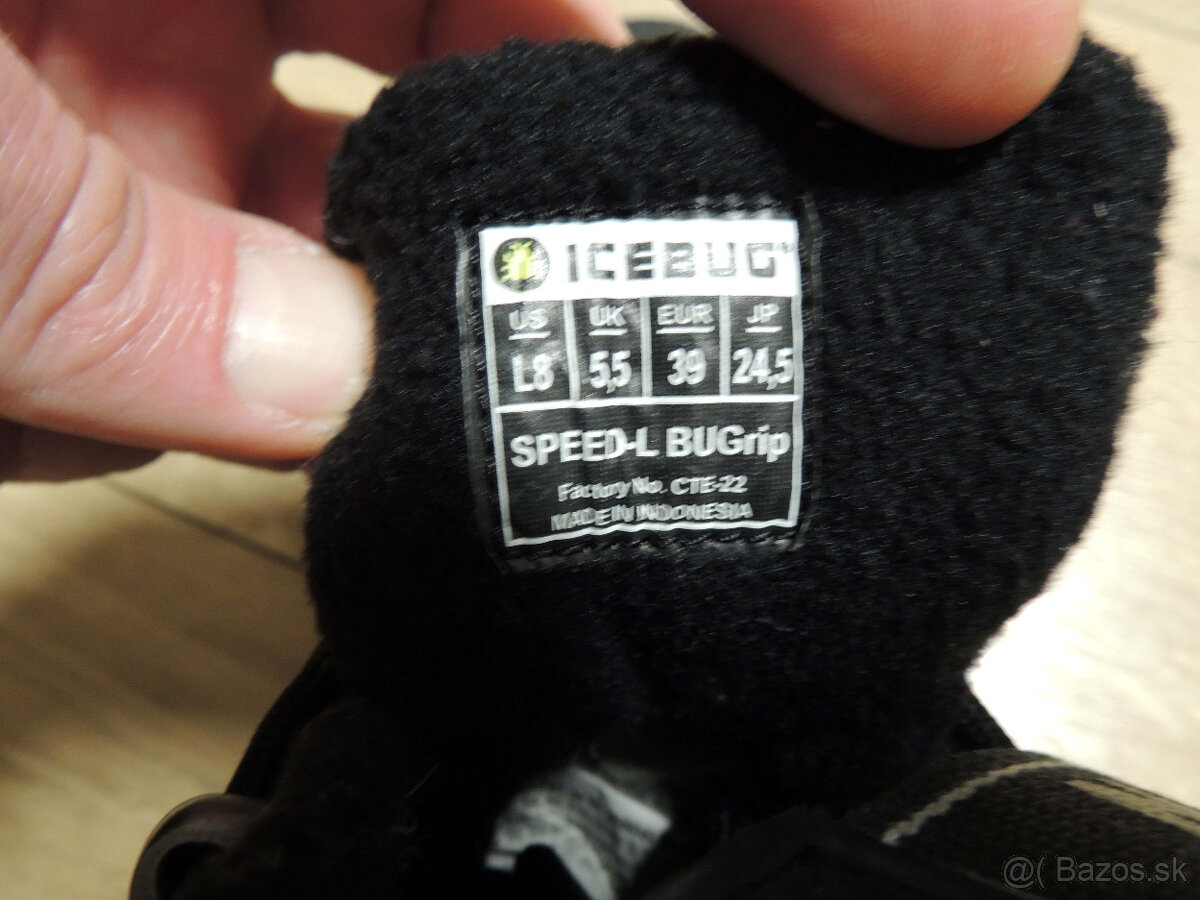 ICEBUG®
US UK EUR JP
L8 5,5 39 24,5
SPEED-L BUGrip
Factory No. CTE-22
MADE IN INDONESIA
@( Bazos.sk